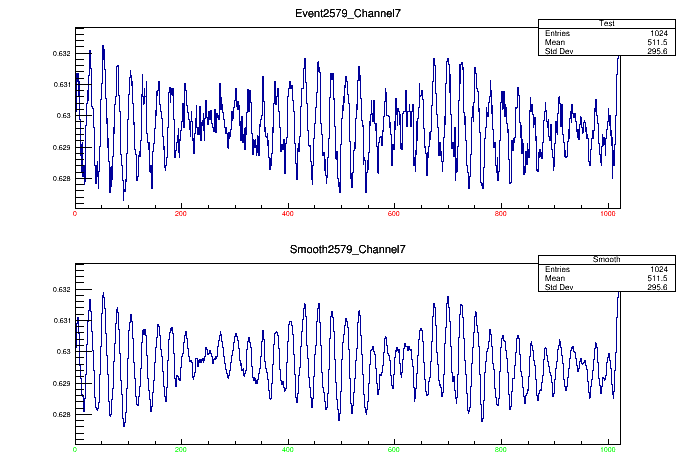 Event2579_Channel7
Test
Entries 1024
Mean 511.5
Std Dev 295.6
0.632
0.631
0.63
0.629
0.628
0 200 400 600 800 1000
Smooth2579_Channel7
Smooth
Entries 1024
Mean 511.5
Std Dev 295.6
0.632
0.631
0.63
0.629
0.628
0 200 400 600 800 1000